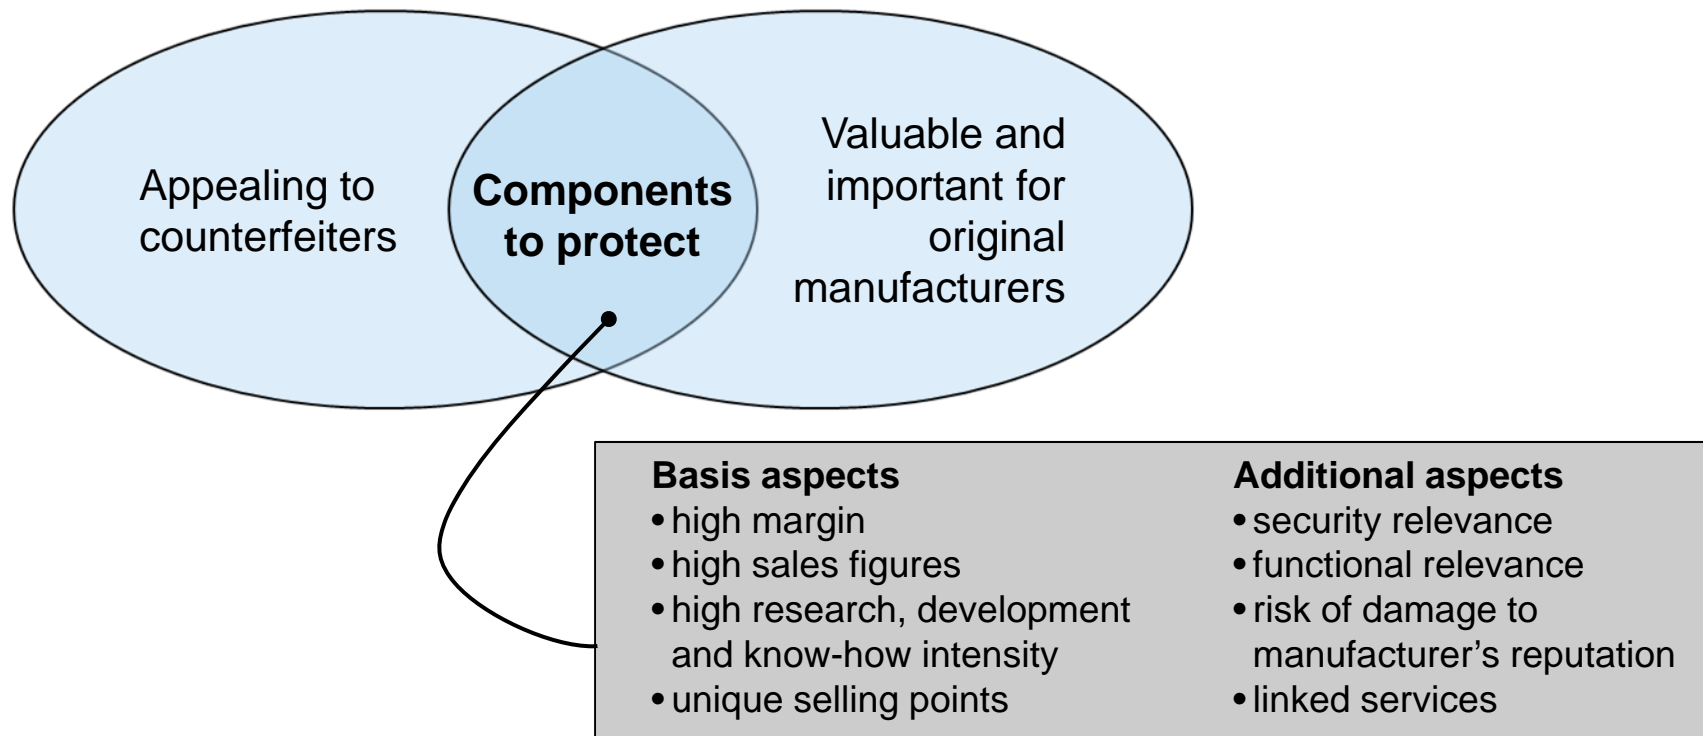 Appealing to
counterfeiters
Components
to protect
Valuable and
important for
original
manufacturers
Basis aspects
• high margin
• high sales figures
• high research, development
and know-how intensity
• unique selling points
Additional aspects
• security relevance
• functional relevance
• risk of damage to
manufacturer’s reputation
• linked services